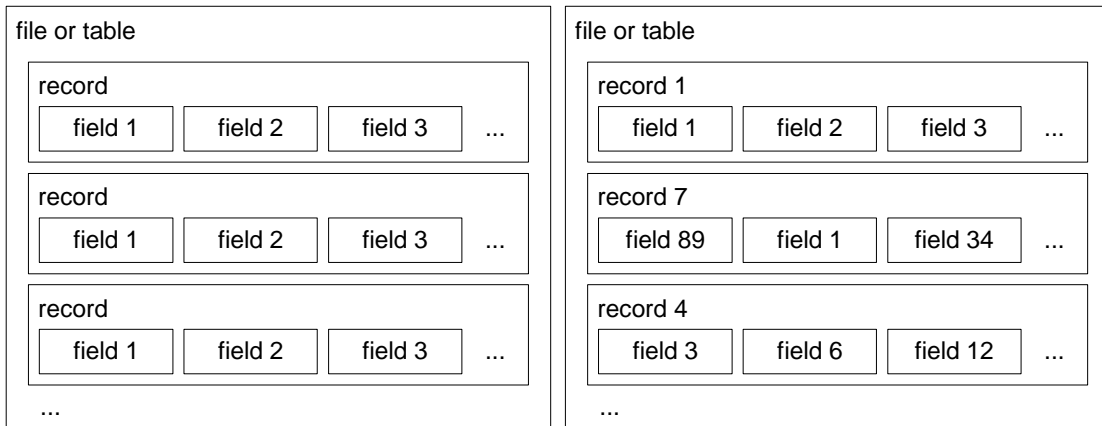 file or table
record
field 1 field 2 field 3 ...
record
field 1 field 2 field 3 ...
record
field 1 field 2 field 3 ...
...
file or table
record 1
field 1 field 2 field 3 ...
record 7
field 89 field 1 field 34 ...
record 4
field 3 field 6 field 12 ...
...